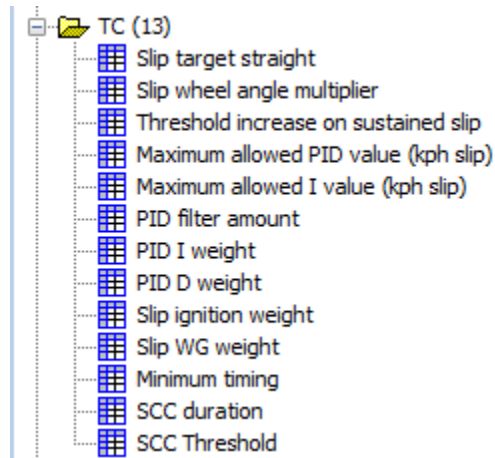 TC (13)
Slip target straight
Slip wheel angle multiplier
Threshold increase on sustained slip
Maximum allowed PID value (kph slip)
Maximum allowed I value (kph slip)
PID filter amount
PID I weight
PID D weight
Slip ignition weight
Slip WG weight
Minimum timing
SCC duration
SCC Threshold